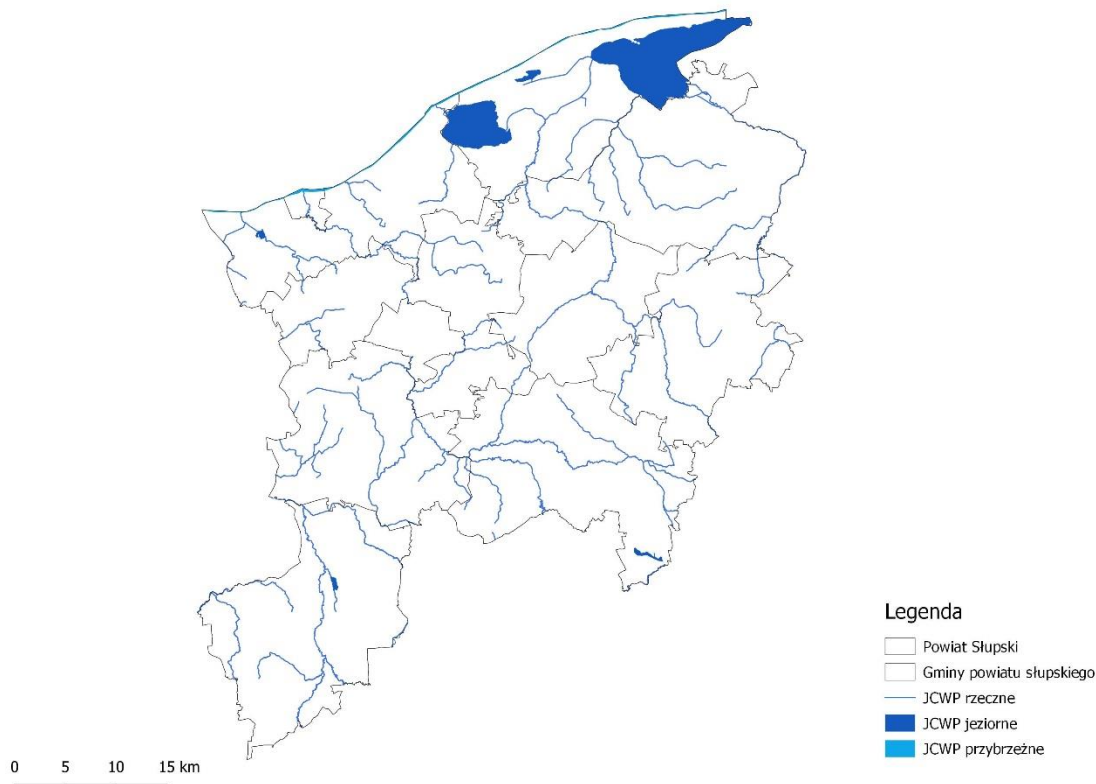 Legenda
Powiat Słupski
Gminy powiatu słupskiego
JCWP rzeczne
JCWP jeziorne
JCWP przybrzeżne
0 5 10 15 km